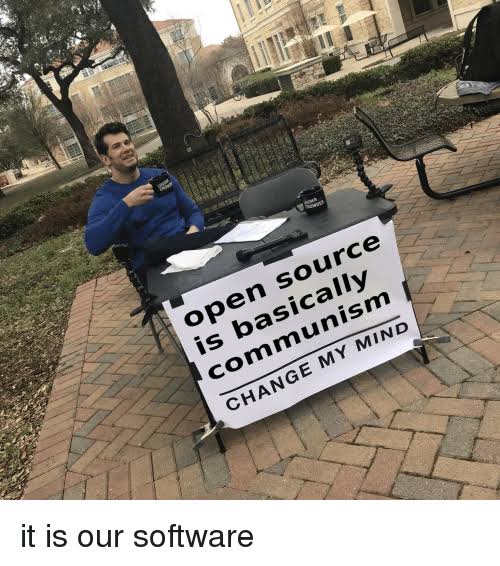 open source
is basically
communism
CHANGE MY MIND
it is our software